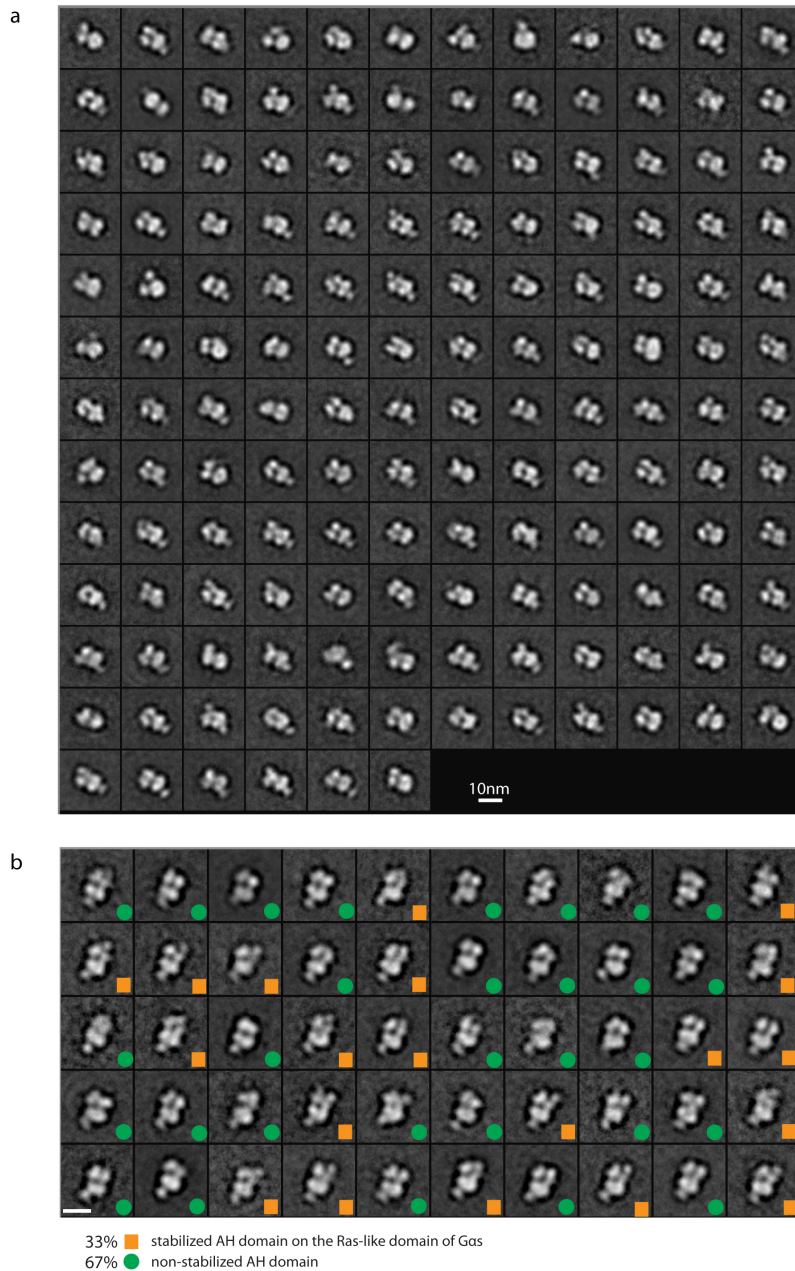 a
10nm
b
33% stabilized AH domain on the Ras-like domain of Gαs
67% non-stabilized AH domain